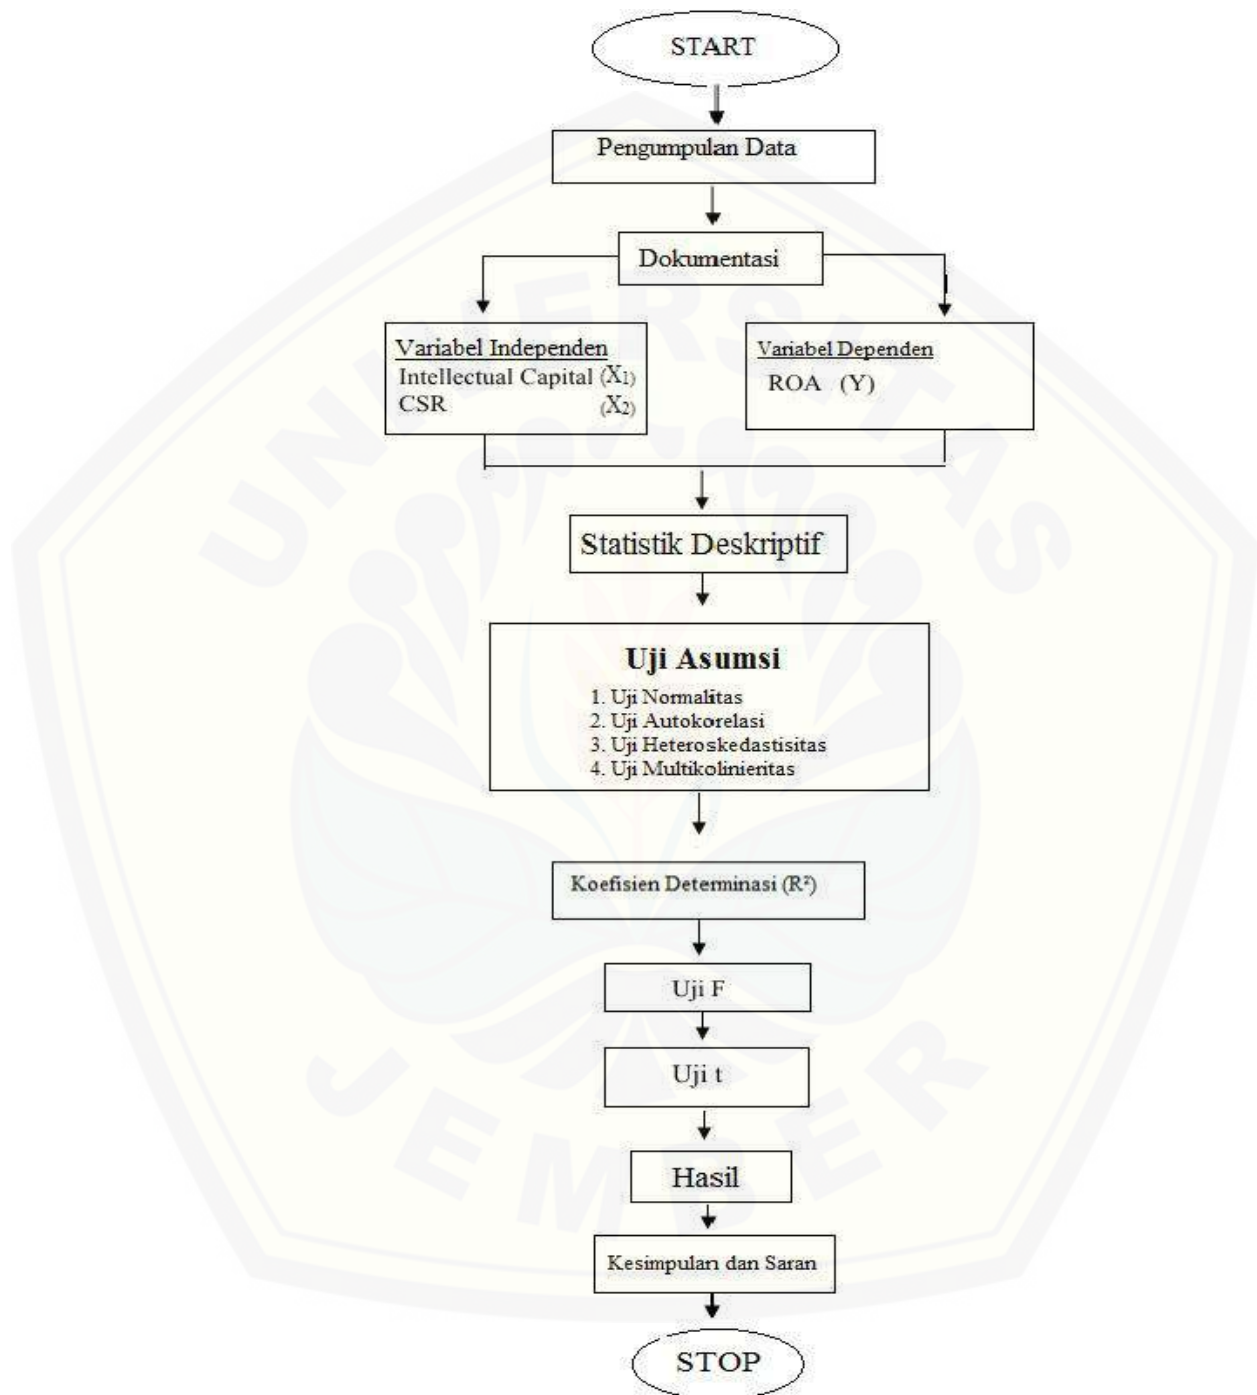 START
Pengumpulan Data
Dokumentasi
Variabel Independen
Intellectual Capital (X₁)
CSR (X₂)
Variabel Dependen
ROA (Y)
Statistik Deskriptif
Uji Asumsi
1. Uji Normalitas
2. Uji Autokorelasi
3. Uji Heteroskedastisitas
4. Uji Multikolinieritas
Koefisien Determinasi (R²)
Uji F
Uji t
Hasil
Kesimpulan dan Saran
STOP
UNIVERSITAS
JEMBER